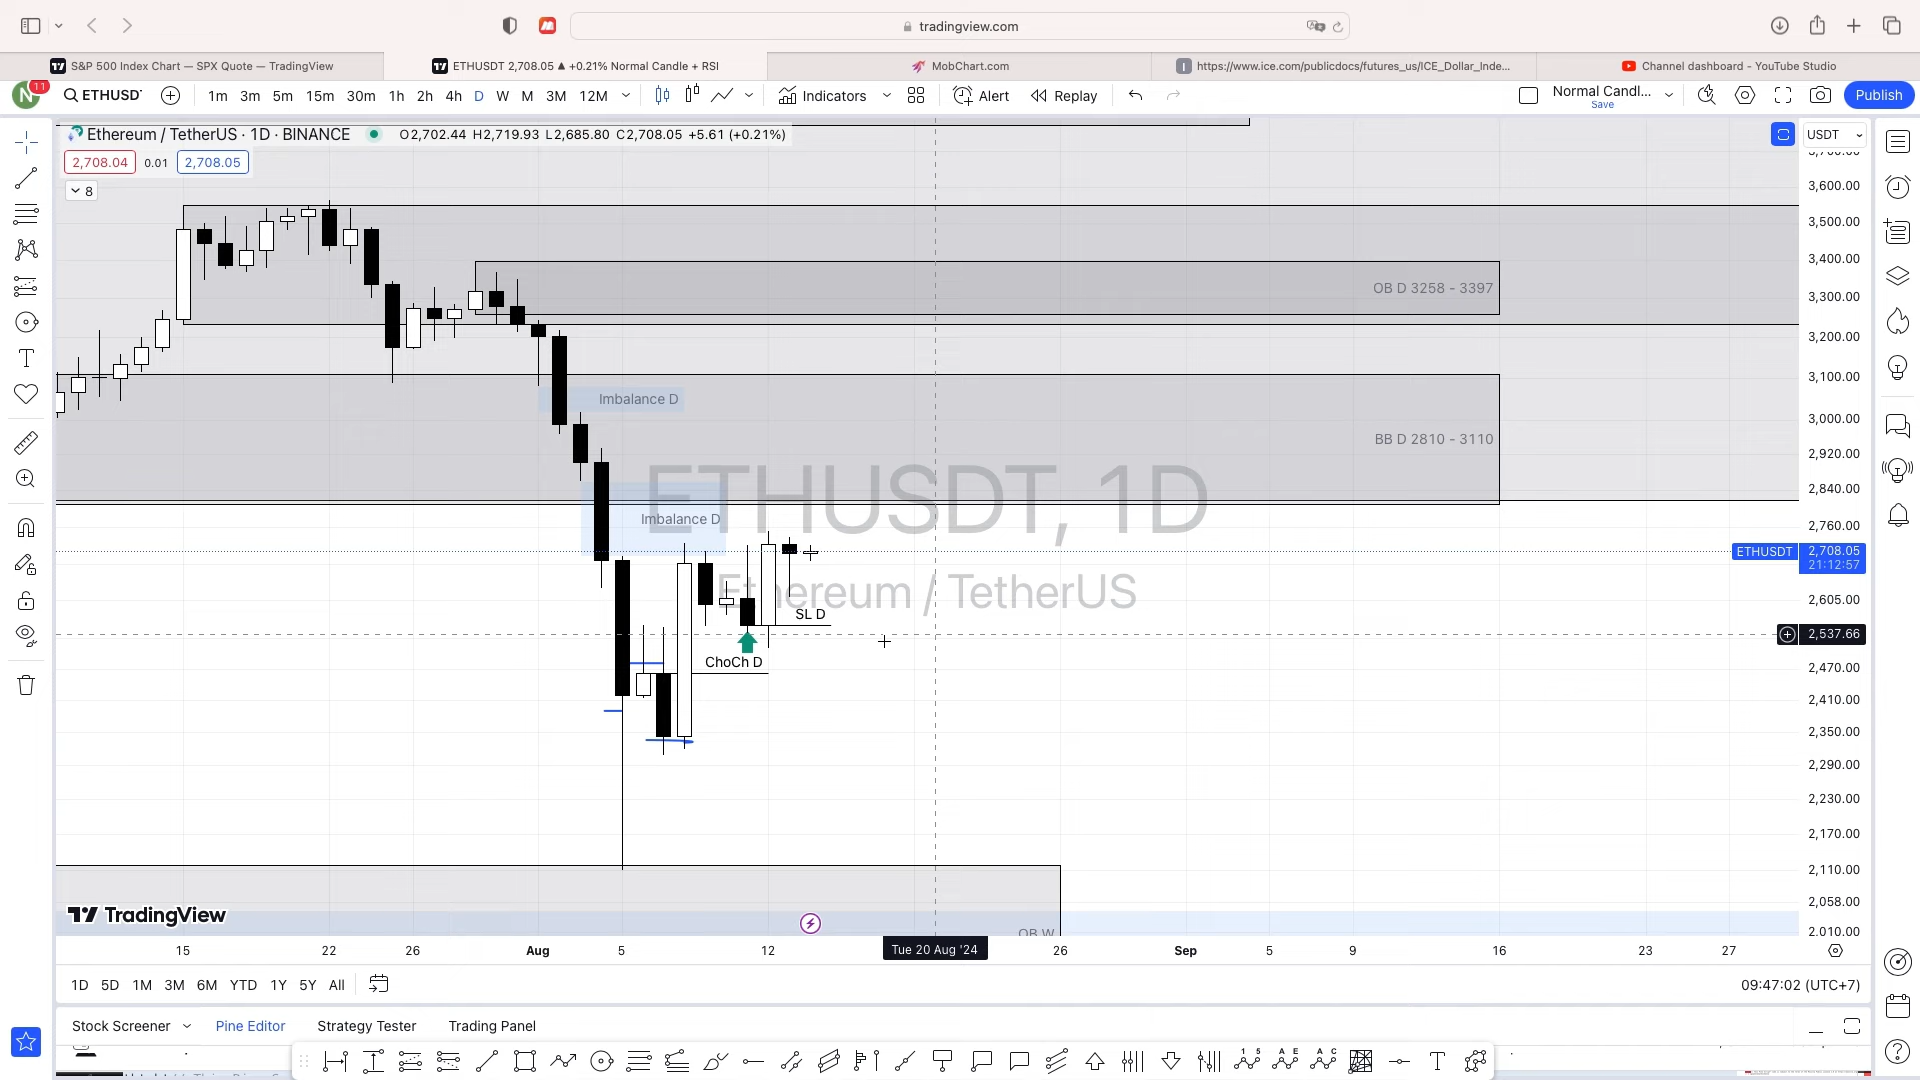 tradingview.com
S&P 500 Index Chart — SPX Quote — TradingView
ETHUSDT 2,708.05 ▲ +0.21% Normal Candle + RSI
MobChart.com
https://www.ice.com/publicdocs/futures_us/ICE_Dollar_Inde...
Channel dashboard - YouTube Studio
N 11
ETHUSD
1m 3m 5m 15m 30m 1h 2h 4h D W M 3M 12M
Indicators
Alert
Replay
Normal Candl...
Save
Publish
Ethereum / TetherUS · 1D · BINANCE
O2,702.44 H2,719.93 L2,685.80 C2,708.05 +5.61 (+0.21%)
USDT
2,708.04 0.01 2,708.05
8
3,600.00
3,500.00
3,400.00
3,300.00
3,200.00
3,100.00
3,000.00
2,920.00
2,840.00
2,760.00
ETHUSDT 2,708.05
21:12:57
2,605.00
2,537.66
2,470.00
2,410.00
2,350.00
2,290.00
2,230.00
2,170.00
2,110.00
2,058.00
2,010.00
OB D 3258 - 3397
Imbalance D
BB D 2810 - 3110
ETHUSDT, 1D
Imbalance D
Ethereum / TetherUS
SL D
ChoCh D
TradingView
OB W
15 22 26 Aug 5 12 Tue 20 Aug '24 26 Sep 5 9 16 23 27
1D 5D 1M 3M 6M YTD 1Y 5Y All
09:47:02 (UTC+7)
Stock Screener
Pine Editor
Strategy Tester
Trading Panel